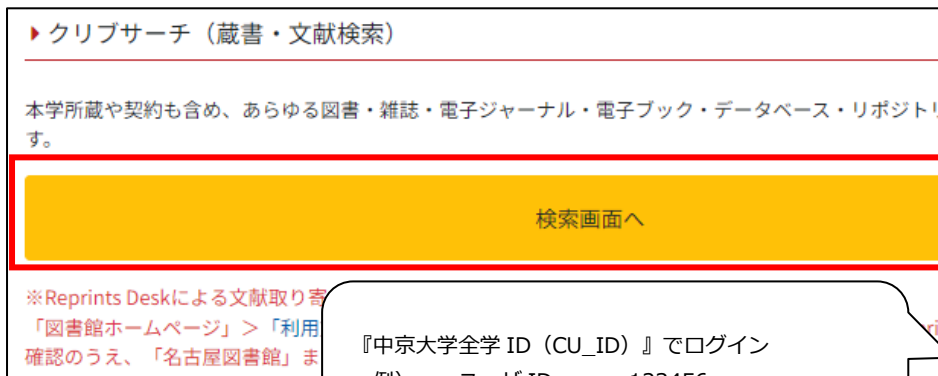 クリブサーチ（蔵書・文献検索）
本学所蔵や契約も含め、あらゆる図書・雑誌・電子ジャーナル・電子ブック・データベース・リポジトリ
す。
検索画面へ
※Reprints Deskによる文献取り寄
「図書館ホームページ」＞「利用
確認のうえ、「名古屋図書館」ま
『中京大学全学 ID（CU_ID）』でログイン